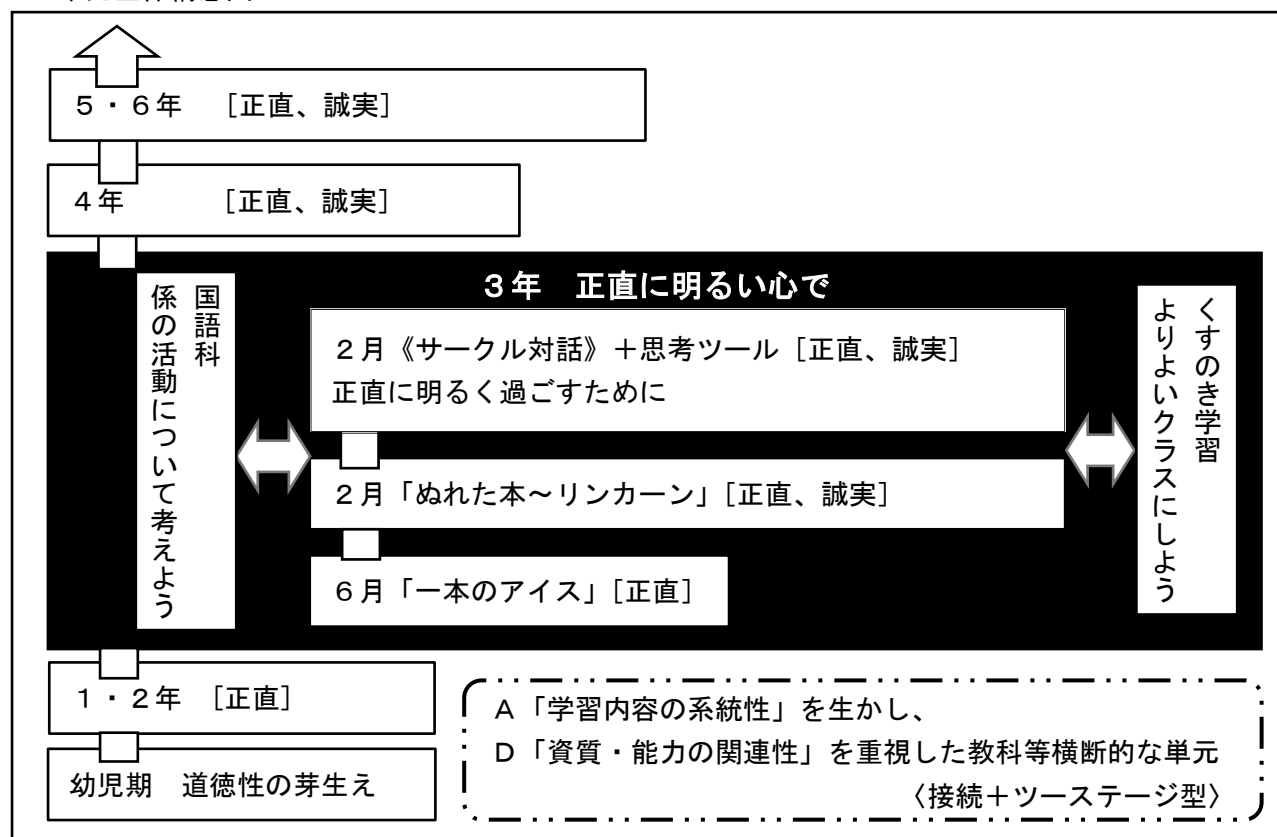 5・6年 [正直、誠実]
4年 [正直、誠実]
3年 正直に明るい心で
国語科
係の活動について考えよう
2月《サークル対話》+思考ツール[正直、誠実]
正直に明るく過ごすために
2月「ぬれた本~リンカーン」[正直、誠実]
6月「一本のアイス」[正直]
くすのき学習
よりよいクラスにしよう
1・2年 [正直]
幼児期 道徳性の芽生え
A「学習内容の系統性」を生かし、
D「資質・能力の関連性」を重視した教科等横断的な単元
〈接続+ツーステージ型〉